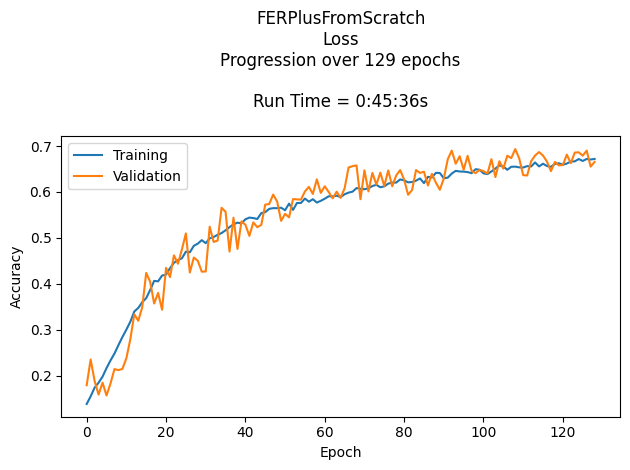 FERPlusFromScratch
Loss
Progression over 129 epochs
Run Time = 0:45:36s
Training
Validation
0.7
0.6
0.5
0.4
0.3
0.2
Accuracy
0 20 40 60 80 100 120
Epoch